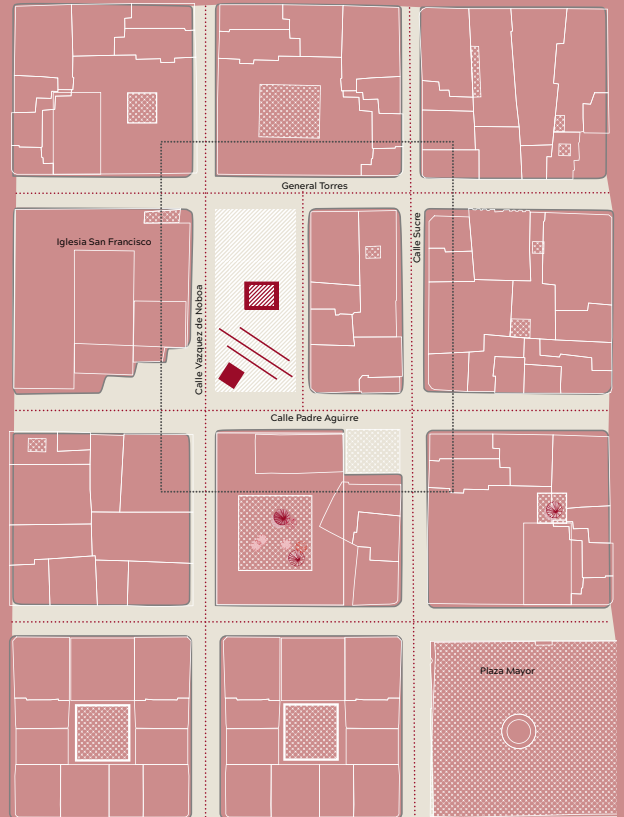 General Torres
Iglesia San Francisco
Calle Sucre
Calle Vazquez de Noboa
Calle Padre Aguirre
Plaza Mayor